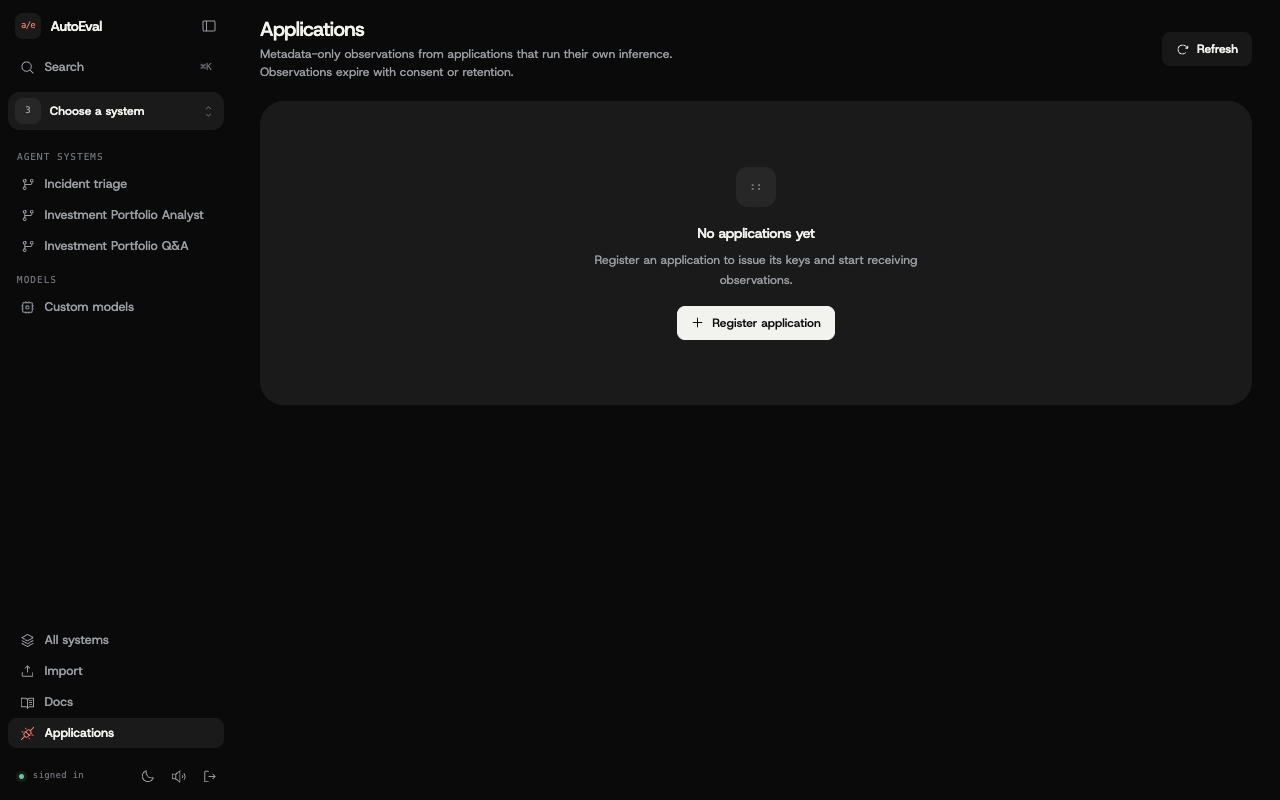 a/e
AutoEval
Search
⌘K
3
Choose a system
AGENT SYSTEMS
Incident triage
Investment Portfolio Analyst
Investment Portfolio Q&A
MODELS
Custom models
All systems
Import
Docs
Applications
signed in
Applications
Metadata-only observations from applications that run their own inference.
Observations expire with consent or retention.
Refresh
No applications yet
Register an application to issue its keys and start receiving
observations.
Register application